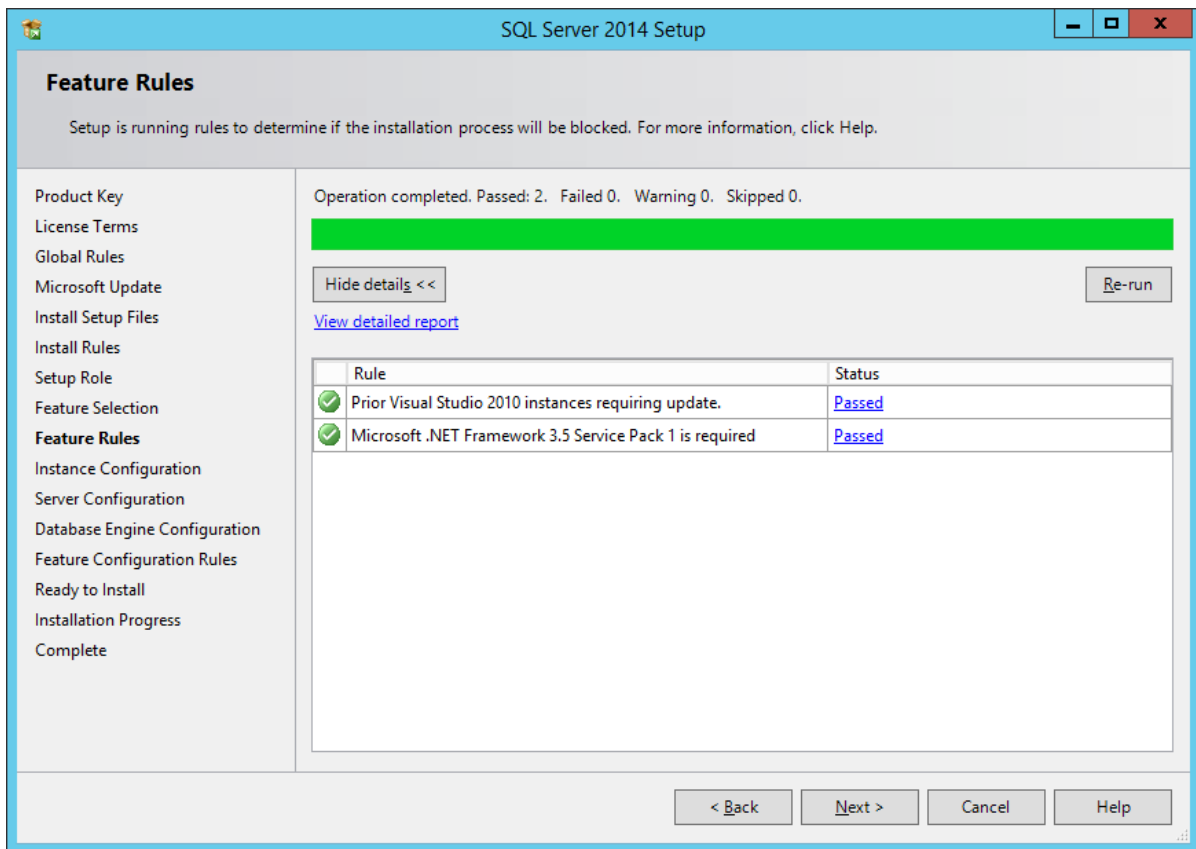 SQL Server 2014 Setup
Feature Rules
Setup is running rules to determine if the installation process will be blocked. For more information, click Help.
Product Key
License Terms
Global Rules
Microsoft Update
Install Setup Files
Install Rules
Setup Role
Feature Selection
Feature Rules
Instance Configuration
Server Configuration
Database Engine Configuration
Feature Configuration Rules
Ready to Install
Installation Progress
Complete
Operation completed. Passed: 2.   Failed 0.   Warning 0.   Skipped 0.
Hide details <<
Re-run
View detailed report
Rule Status
Prior Visual Studio 2010 instances requiring update. Passed
Microsoft .NET Framework 3.5 Service Pack 1 is required Passed
< Back Next > Cancel Help